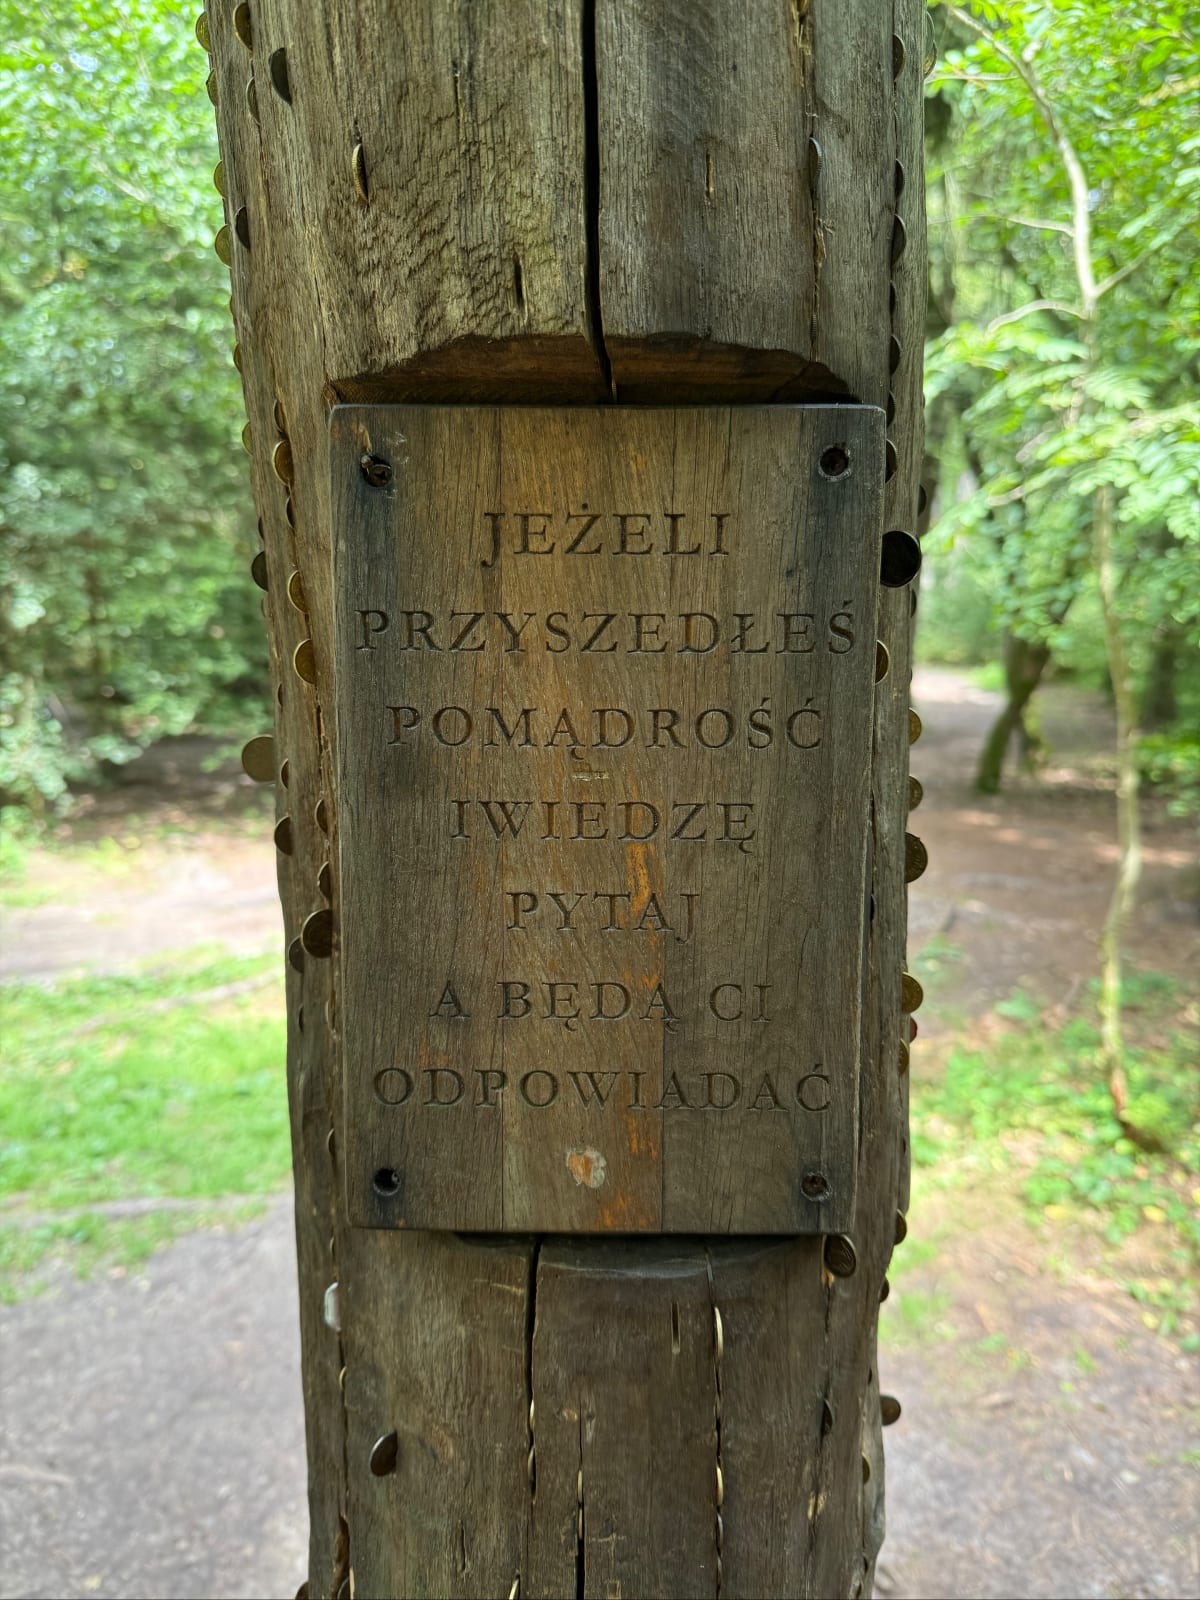 JEŻELI
PRZYSZEDŁEŚ
POMĄDROŚĆ
IWIEDZĘ
PYTAJ
A BĘDĄ CI
ODPOWIADAĆ